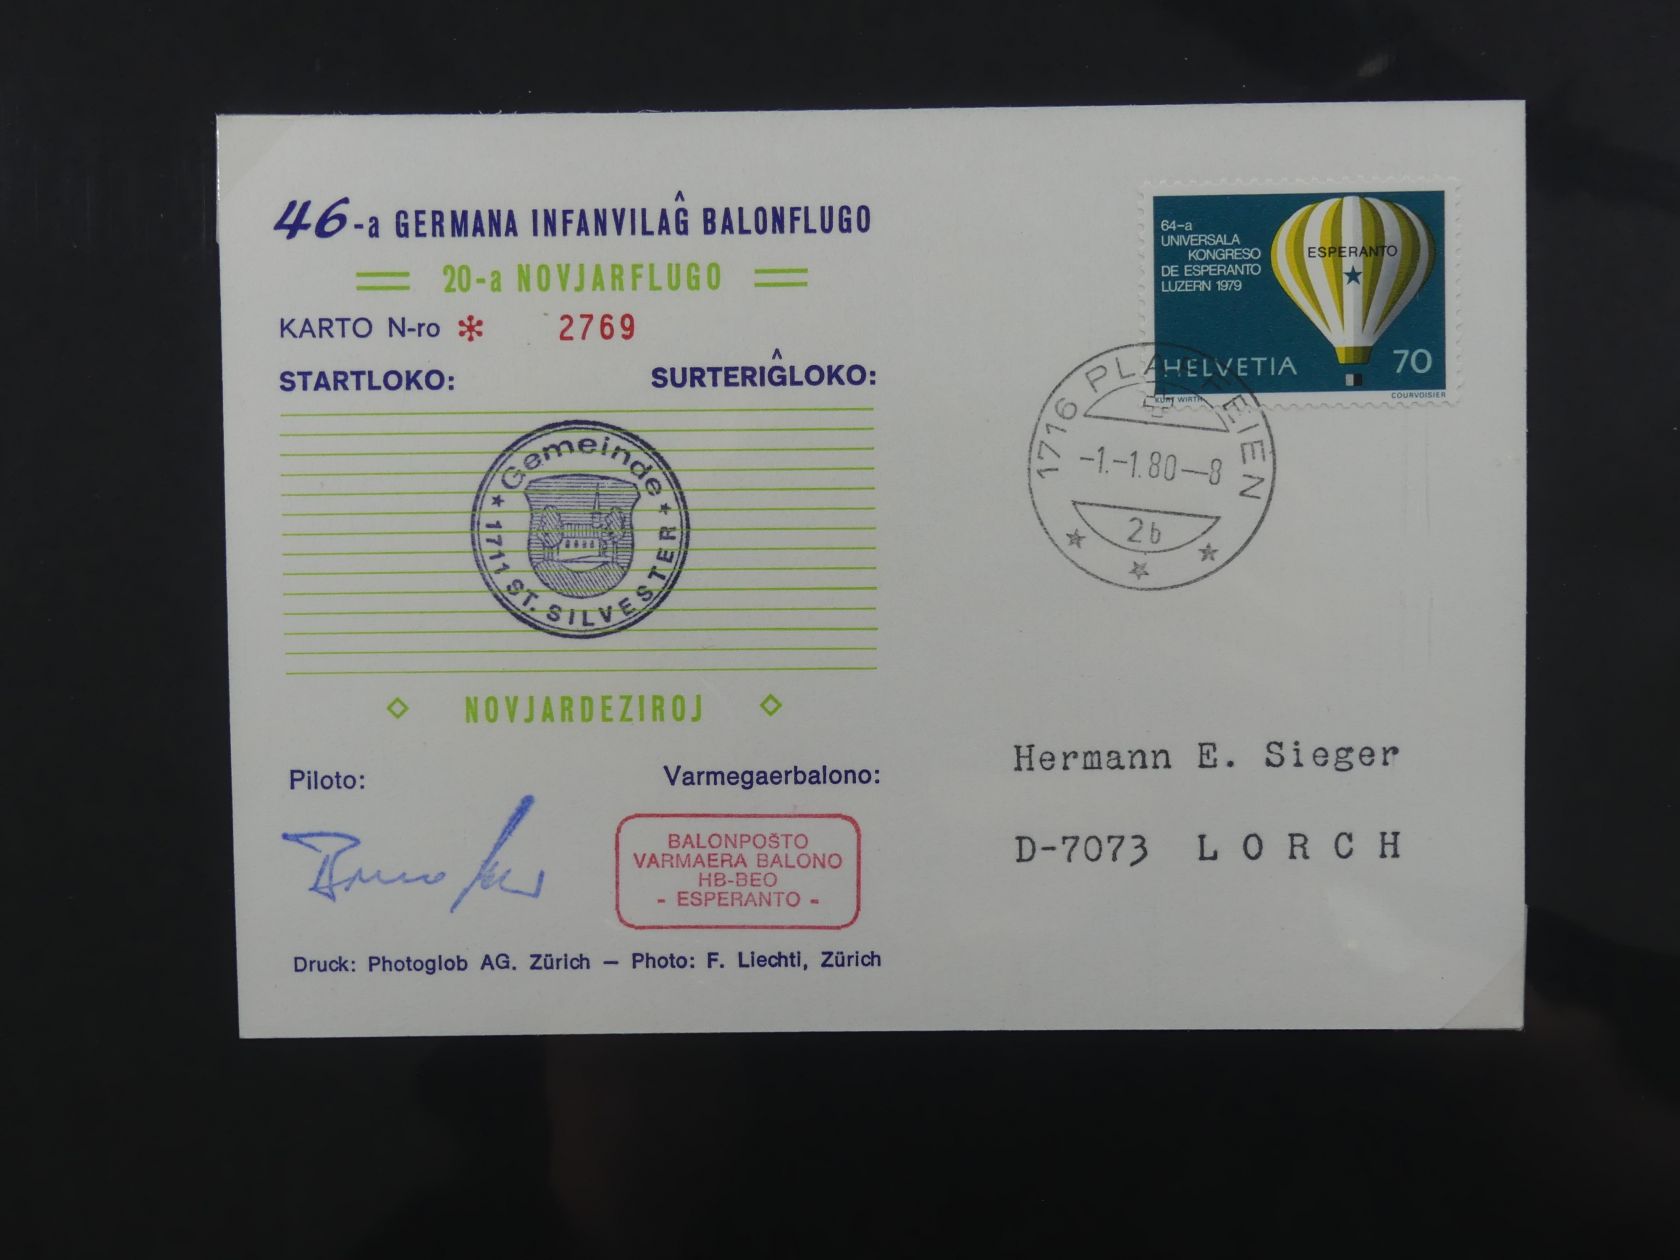 46-a GERMANA INFANVILAĜ BALONFLUGO
20-a NOVJARFLUGO
KARTO N-ro * 2769
STARTLOKO: SURTERIĜLOKO:
Gemeinde
* 1711 ST. SILVESTER *
NOVJARDEZIROJ
Piloto: Varmegaerbalono:
BALONPOŜTO
VARMAERA BALONO
HB-BEO
- ESPERANTO -
Druck: Photoglob AG. Zürich — Photo: F. Liechti, Zürich
64-a
UNIVERSALA
KONGRESO
DE ESPERANTO
LUZERN 1979
ESPERANTO
HELVETIA 70
KURT WIRTH COURVOISIER
1716 PLAFFEIEN
-1.-1.80—8
2b
Hermann E. Sieger
D-7073 LORCH